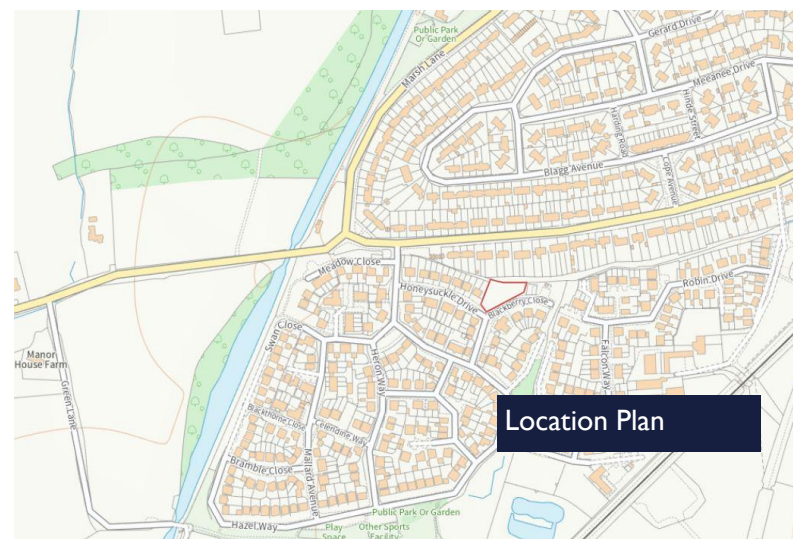 Public Park
Or Garden
Gerard Drive
Marsh Lane
Meeanee Drive
Hinde Street
Harding Road
Blagg Avenue
Cope Avenue
Meadow Close
Honeysuckle Drive
Blackberry Close
Robin Drive
Swan Close
Falcon Way
Manor
House Farm
Heron Way
Green Lane
Location Plan
Blackthorne Close
Celendine Way
Mallard Avenue
Bramble Close
Public Park Or Garden
Hazel Way
Play
Space
Other Sports
Facility